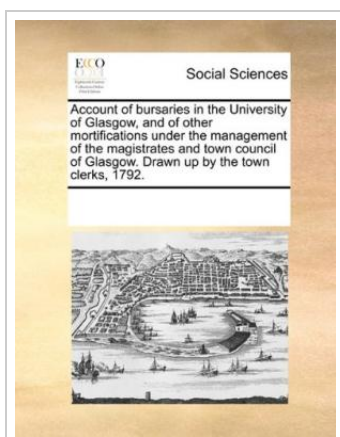 ECCO
Social Sciences
Account of bursaries in the University
of Glasgow, and of other
mortifications under the management
of the magistrates and town council
of Glasgow. Drawn up by the town
clerks, 1792.